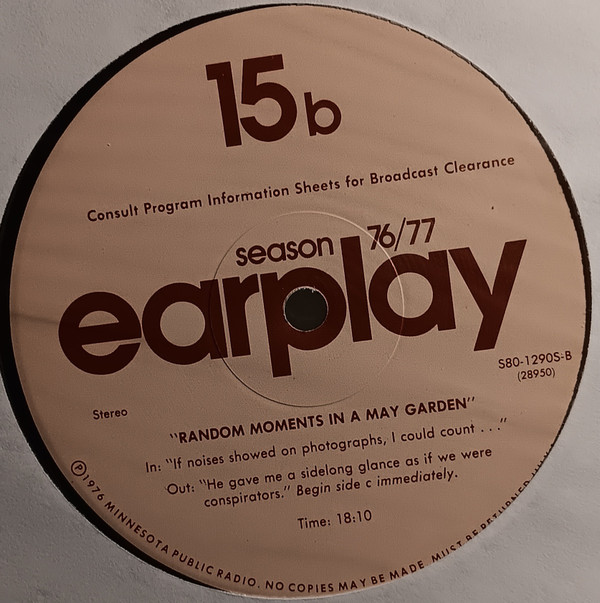 15b
Consult Program Information Sheets for Broadcast Clearance
season 76/77
earplay
S80-1290S-B
(28950)
Stereo
"RANDOM MOMENTS IN A MAY GARDEN"
In: "If noises showed on photographs, I could count . . ."
Out: "He gave me a sidelong glance as if we were
conspirators." Begin side c immediately.
Time: 18:10
Ⓟ1976 MINNESOTA PUBLIC RADIO. NO COPIES MAY BE MADE. MUST BE RETURNED